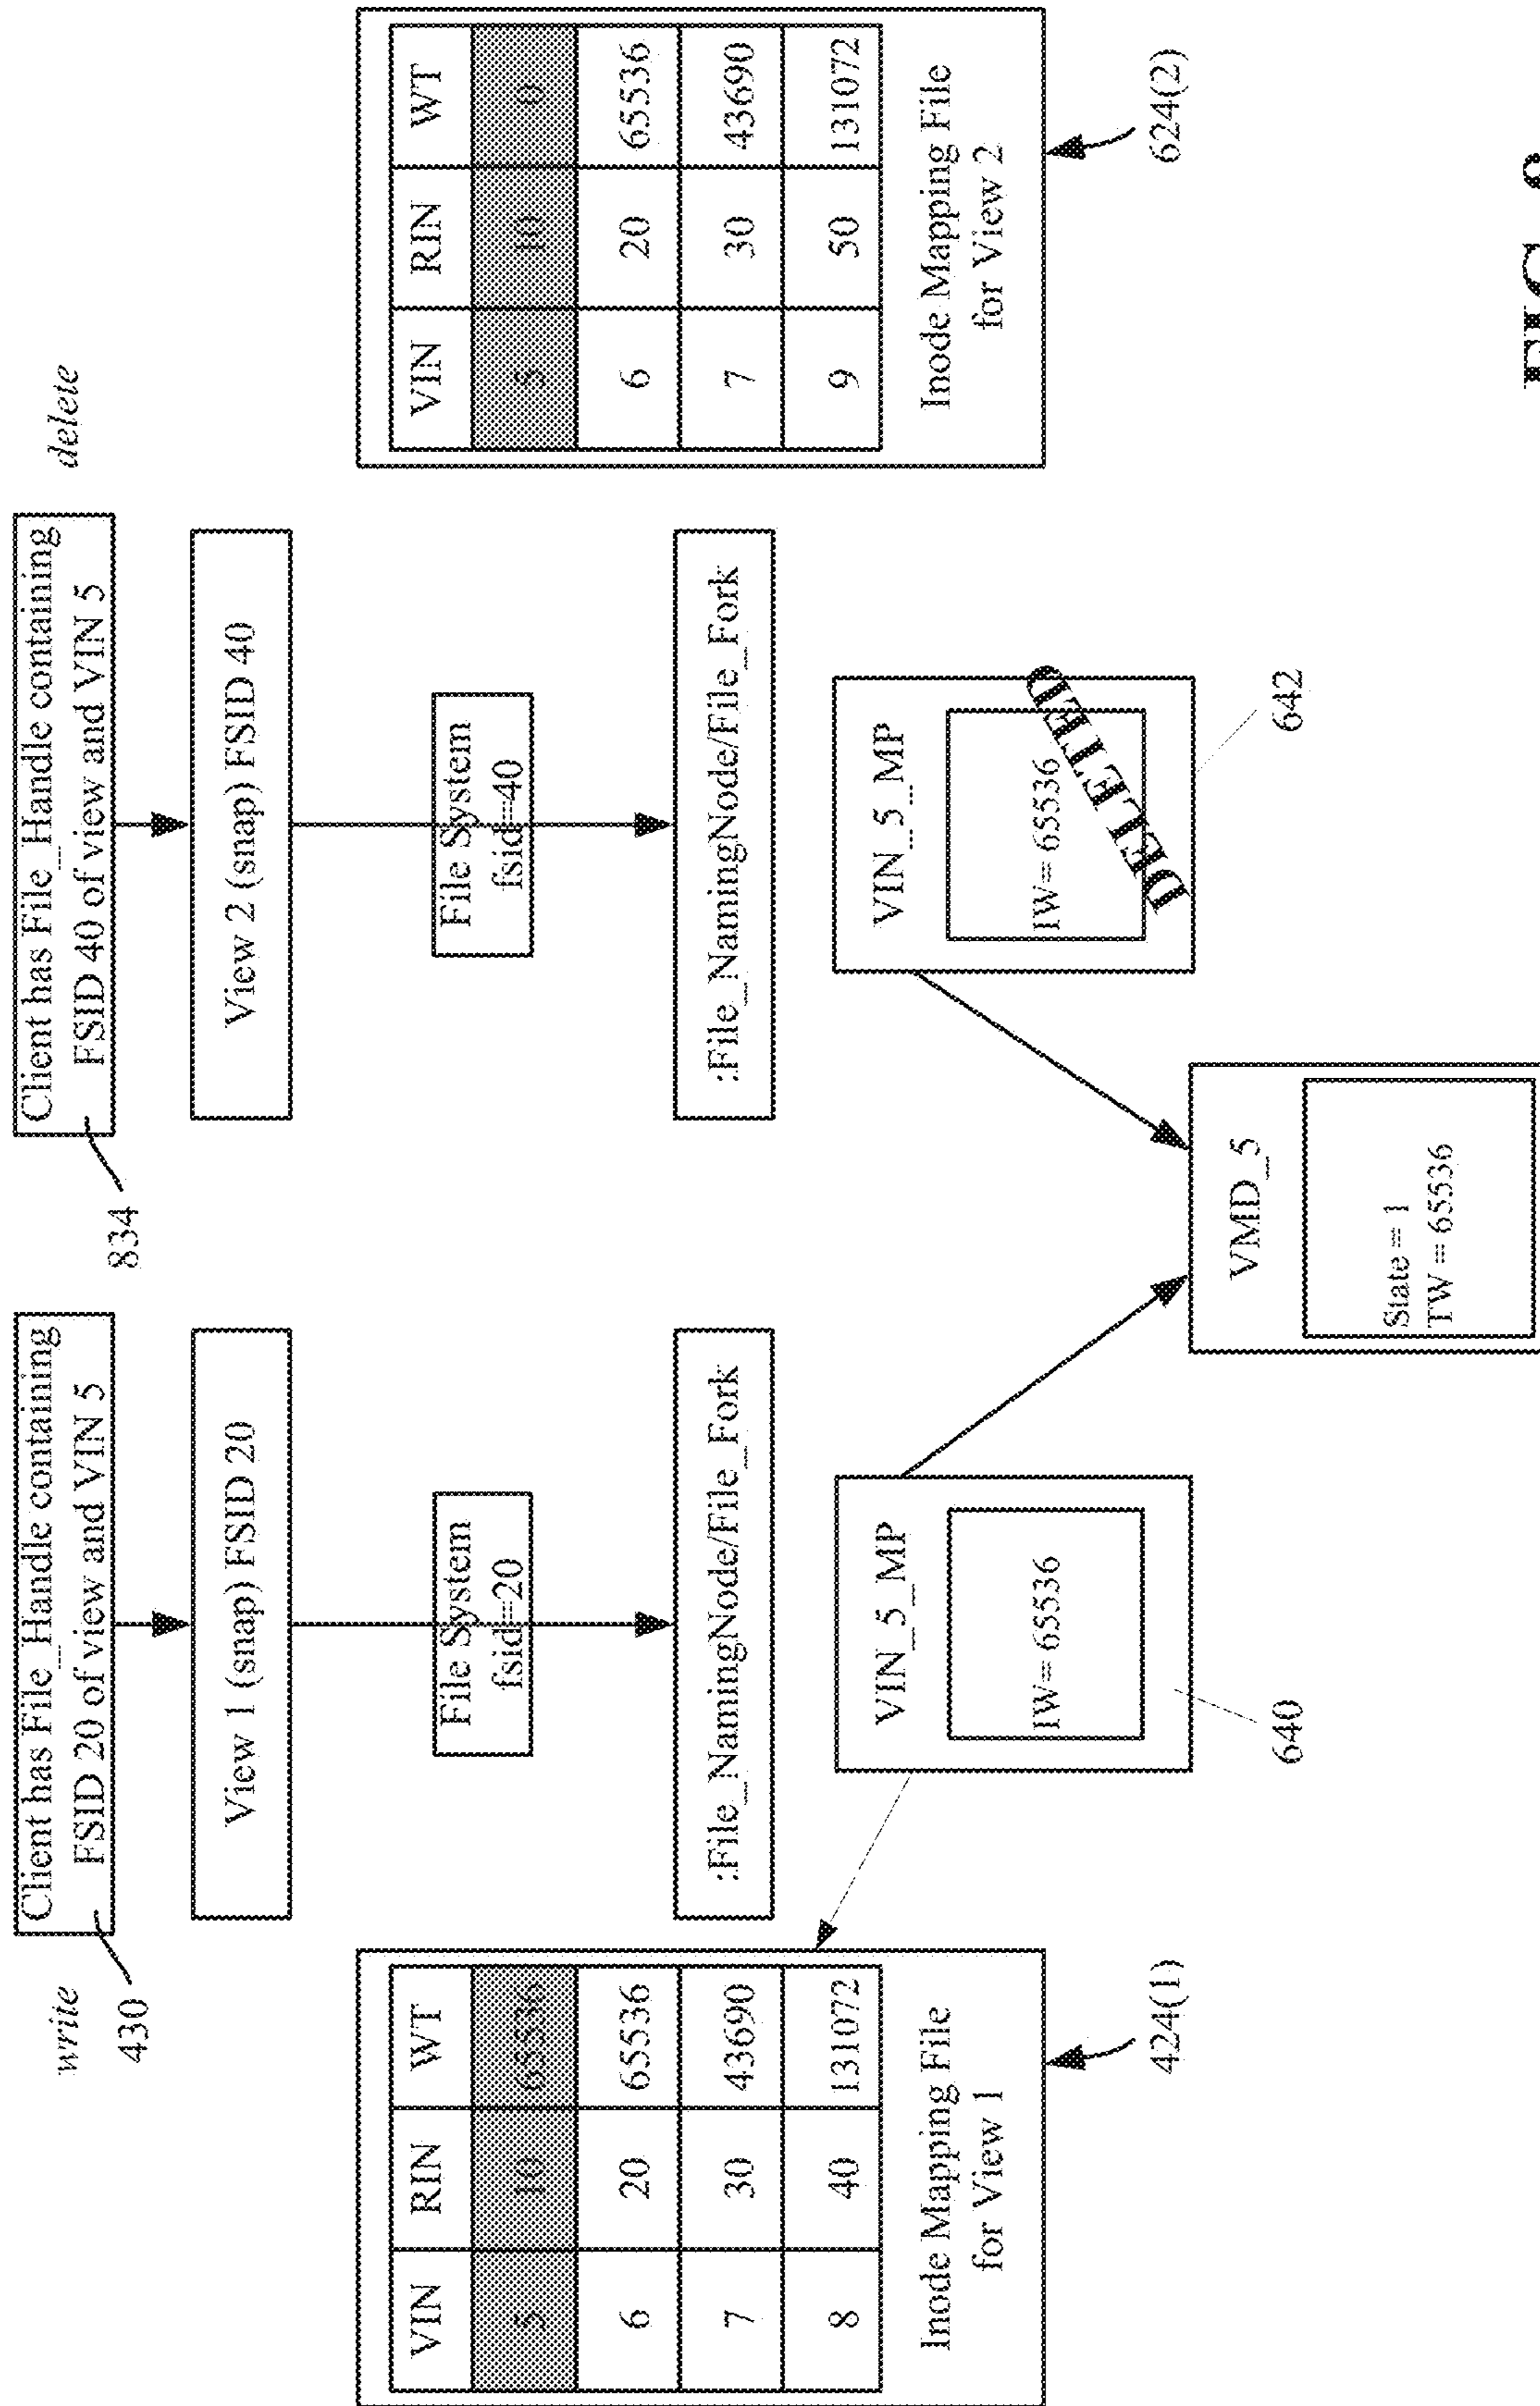 write
430
Client has File_Handle containing
FSID 20 of view and VIN 5
View 1 (snap) FSID 20
File System
fsid=20
:File_NamingNode/File_Fork
VIN RIN WT
5 10 65536
6 20 65536
7 30 43690
8 40 131072
Inode Mapping File
for View 1
424(1)
VIN_5_MP
IW= 65536
640
834
Client has File_Handle containing
FSID 40 of view and VIN 5
delete
View 2 (snap) FSID 40
File System
fsid=40
:File_NamingNode/File_Fork
VIN_5_MP
IW= 65536
DELETED
642
VMD_5
State = 1
TW = 65536
VIN RIN WT
5 10 0
6 20 65536
7 30 43690
9 50 131072
Inode Mapping File
for View 2
624(2)